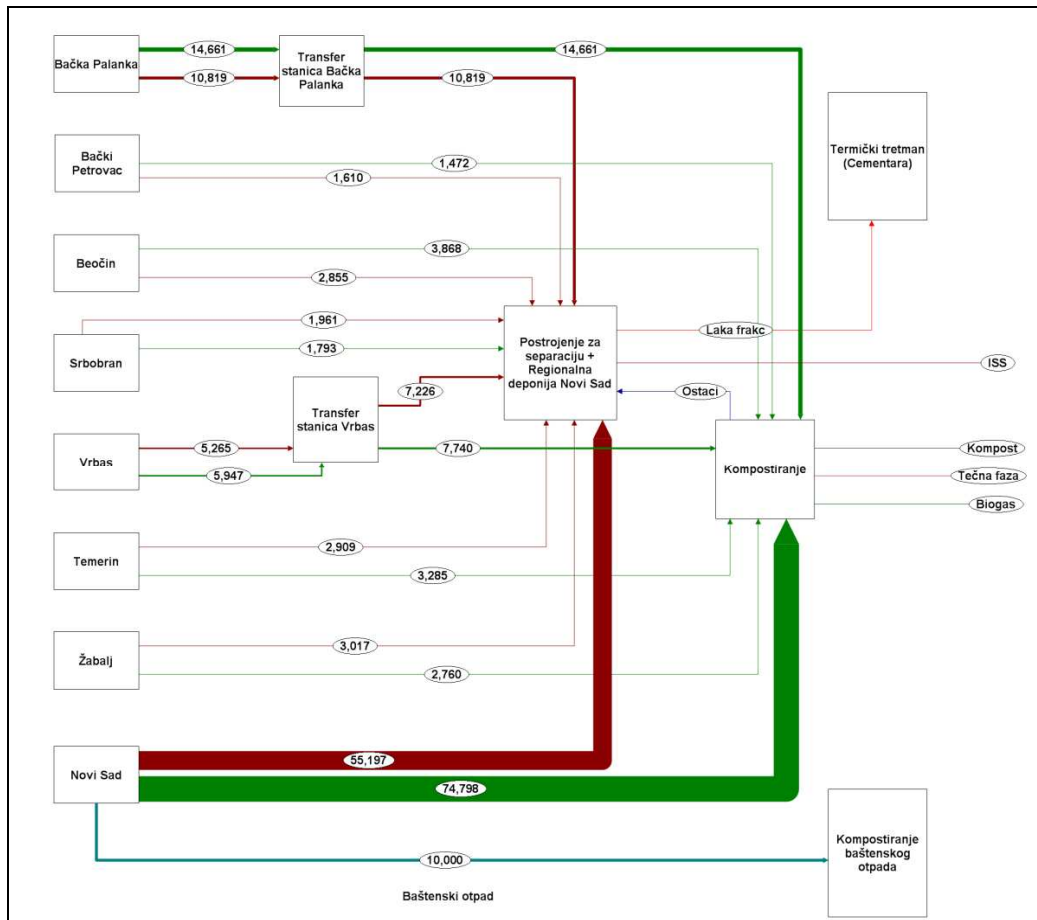 Bačka Palanka
14,661
10,819
Transfer
stanica Bačka
Palanka
14,661
10,819
Termički tretman
(Cementara)
Bački
Petrovac
1,472
1,610
Beočin
3,868
2,855
Srbobran
1,961
1,793
Postrojenje za
separaciju +
Regionalna
deponija Novi Sad
Laka frakc
ISS
Ostaci
Transfer
stanica Vrbas
7,226
7,740
Vrbas
5,265
5,947
Kompostiranje
Kompost
Tečna faza
Biogas
Temerin
2,909
3,285
Žabalj
3,017
2,760
Novi Sad
55,197
74,798
10,000
Baštenski otpad
Kompostiranje
baštenskog
otpada